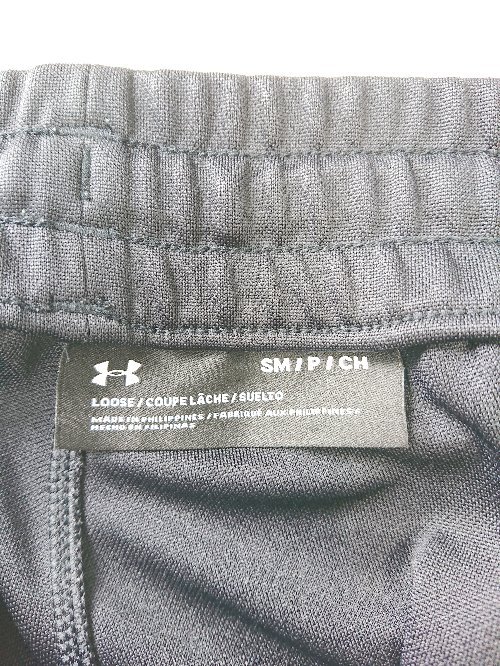 SM / P / CH
LOOSE / COUPE LÂCHE / SUELTO
MADE IN PHILIPPINES / FABRIQUÉ AUX PHILIPPINES /
HECHO EN FILIPINAS